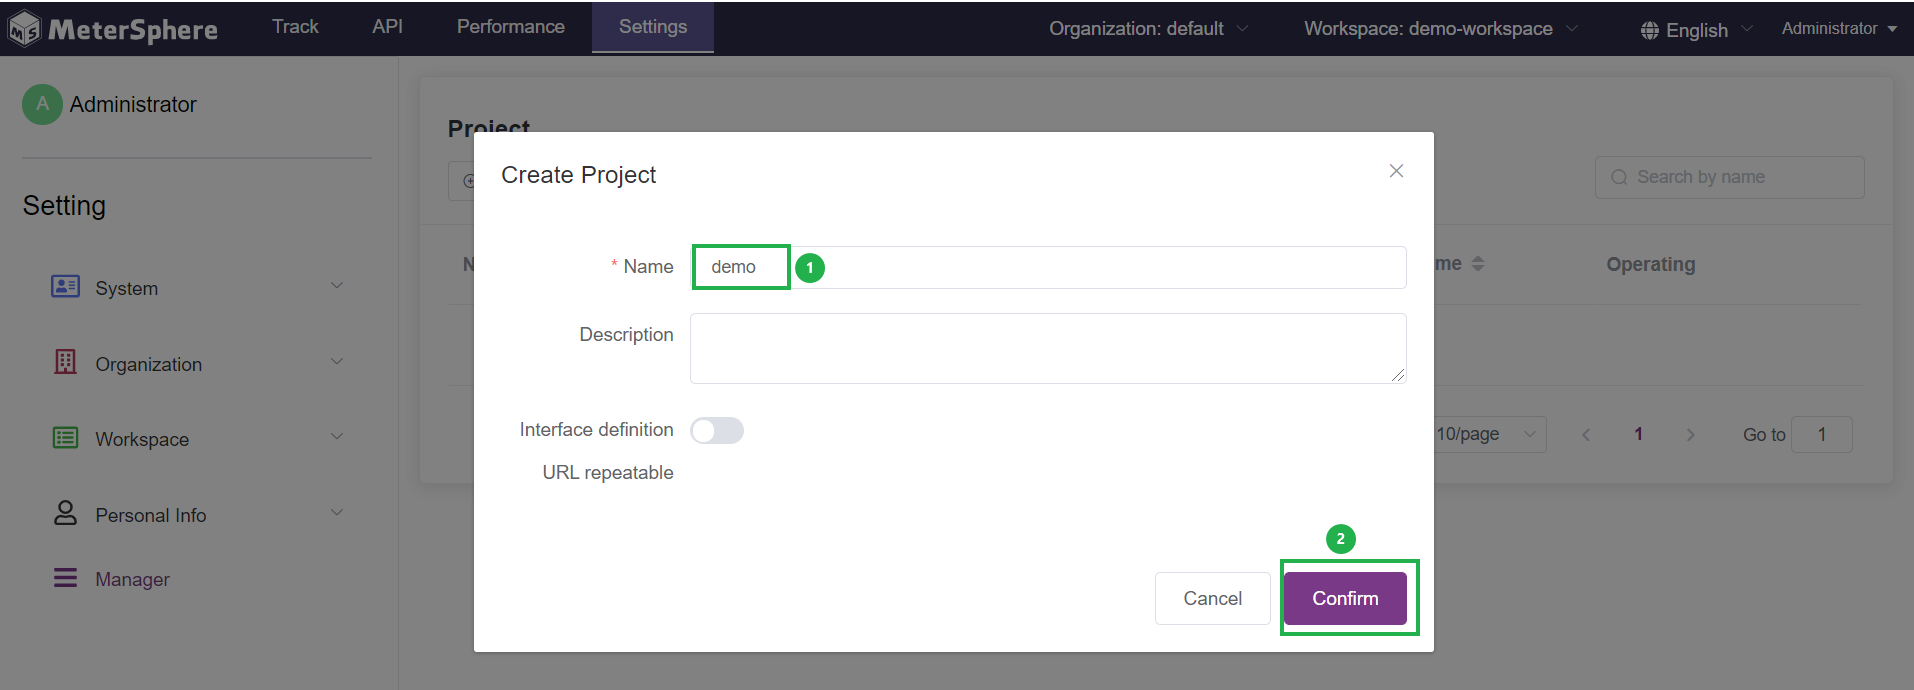 MeterSphere Track API Performance Settings Organization: default Workspace: demo-workspace English Administrator
A Administrator
Project
Create Project
Search by name
Setting
* Name demo 1
me Operating
System
Description
Organization
Interface definition
URL repeatable
10/page 1 Go to 1
Workspace
Personal Info
2
Manager
Cancel Confirm